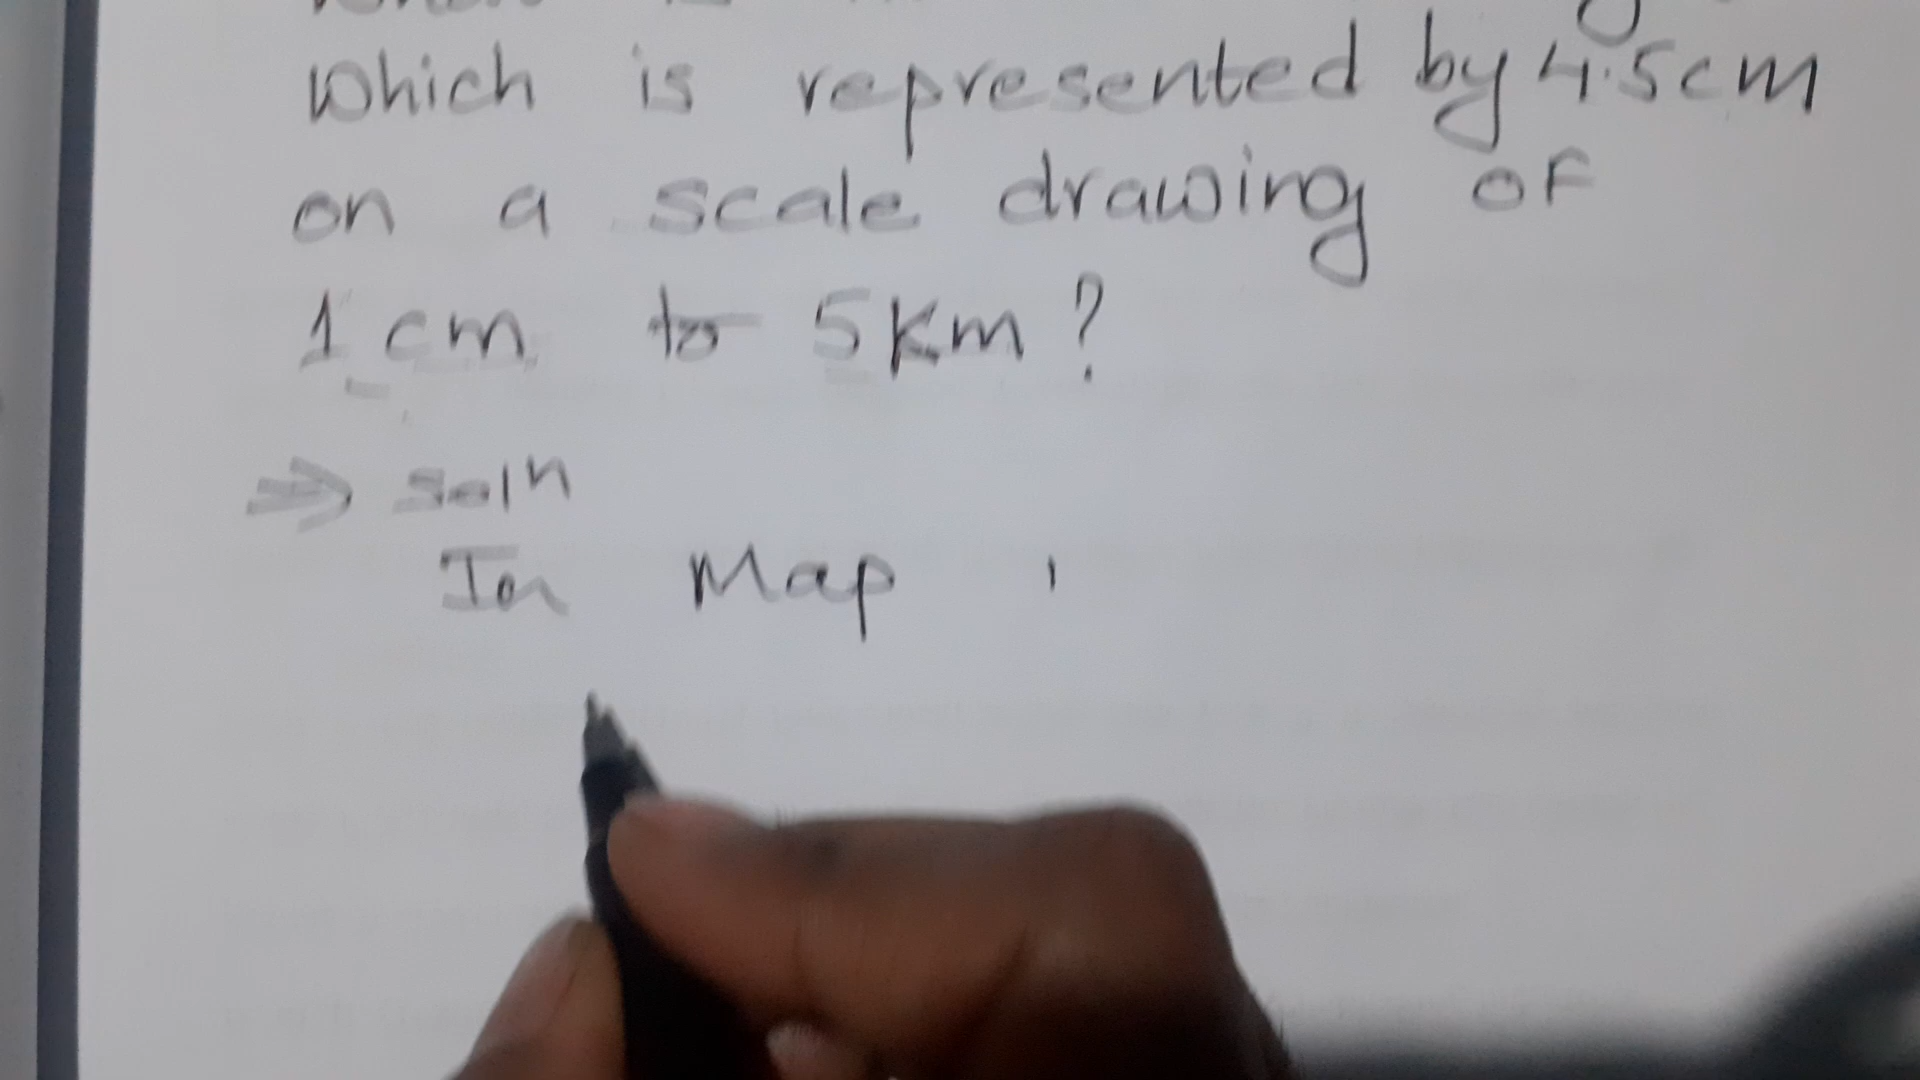 which is represented by 4.5cm
on a scale drawing of
1 cm to 5km?
⇒ soln
In Map